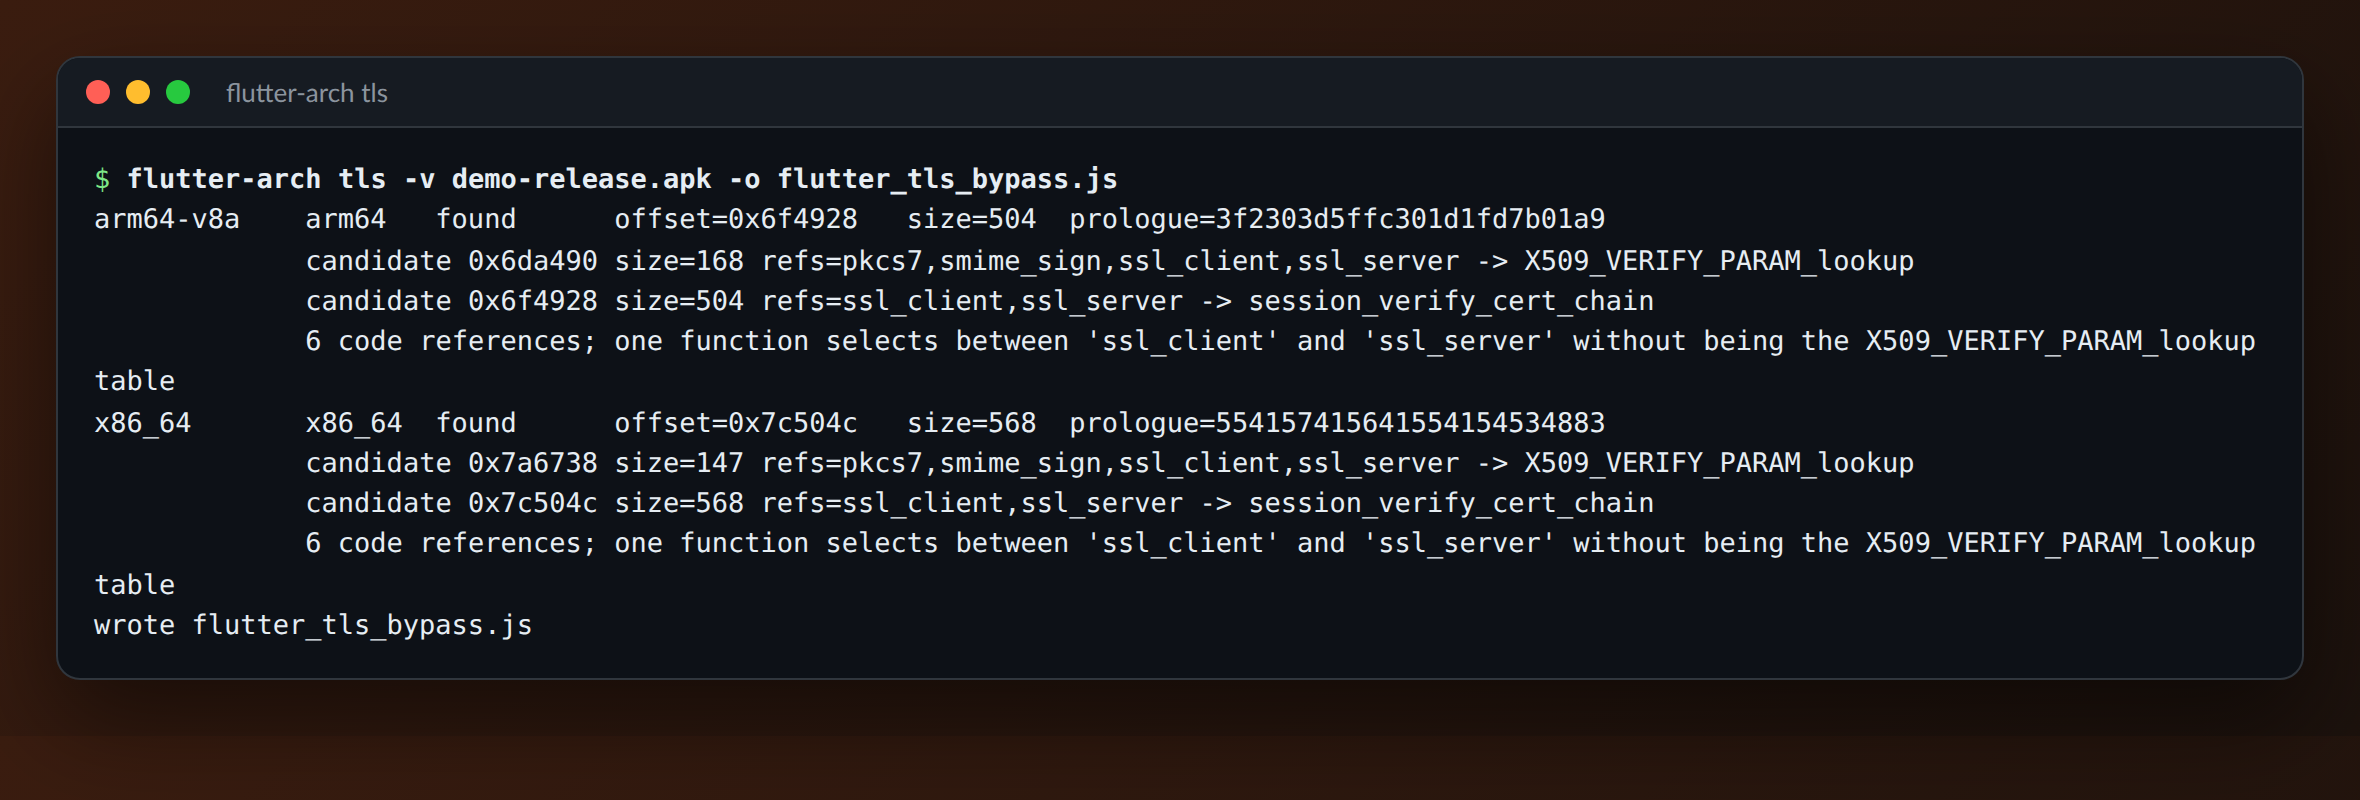 flutter-arch tls
$ flutter-arch tls -v demo-release.apk -o flutter_tls_bypass.js
arm64-v8a    arm64   found      offset=0x6f4928   size=504  prologue=3f2303d5ffc301d1fd7b01a9
             candidate 0x6da490 size=168 refs=pkcs7,smime_sign,ssl_client,ssl_server -> X509_VERIFY_PARAM_lookup
             candidate 0x6f4928 size=504 refs=ssl_client,ssl_server -> session_verify_cert_chain
             6 code references; one function selects between 'ssl_client' and 'ssl_server' without being the X509_VERIFY_PARAM_lookup
table
x86_64       x86_64  found      offset=0x7c504c   size=568  prologue=554157415641554154534883
             candidate 0x7a6738 size=147 refs=pkcs7,smime_sign,ssl_client,ssl_server -> X509_VERIFY_PARAM_lookup
             candidate 0x7c504c size=568 refs=ssl_client,ssl_server -> session_verify_cert_chain
             6 code references; one function selects between 'ssl_client' and 'ssl_server' without being the X509_VERIFY_PARAM_lookup
table
wrote flutter_tls_bypass.js